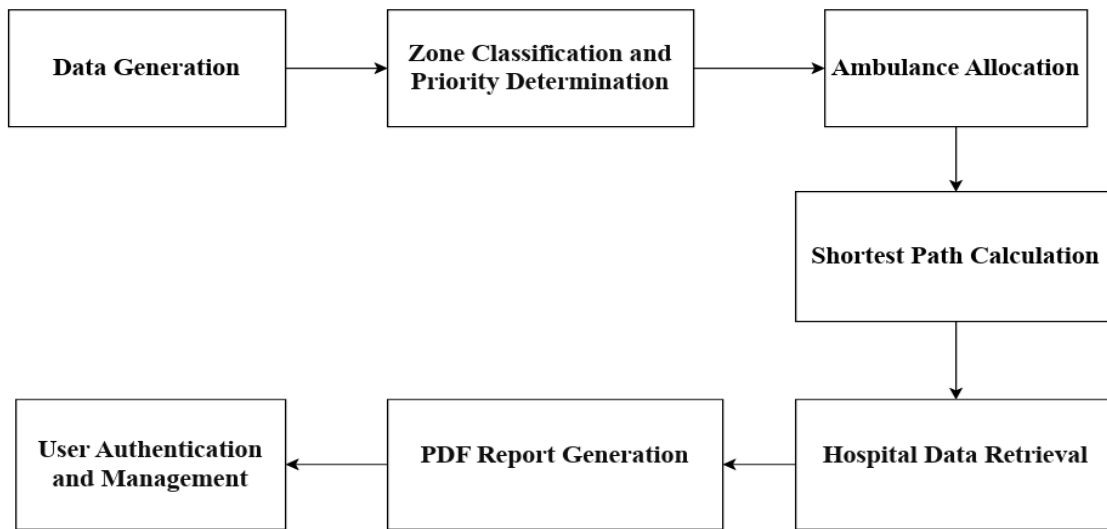 Data Generation
Zone Classification and
Priority Determination
Ambulance Allocation
Shortest Path Calculation
Hospital Data Retrieval
PDF Report Generation
User Authentication
and Management